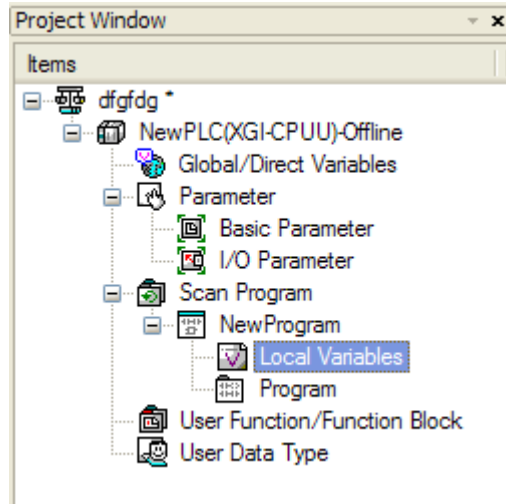 Project Window
Items
dfgfdg *
NewPLC(XGI-CPUU)-Offline
Global/Direct Variables
Parameter
Basic Parameter
I/O Parameter
Scan Program
NewProgram
Local Variables
Program
User Function/Function Block
User Data Type